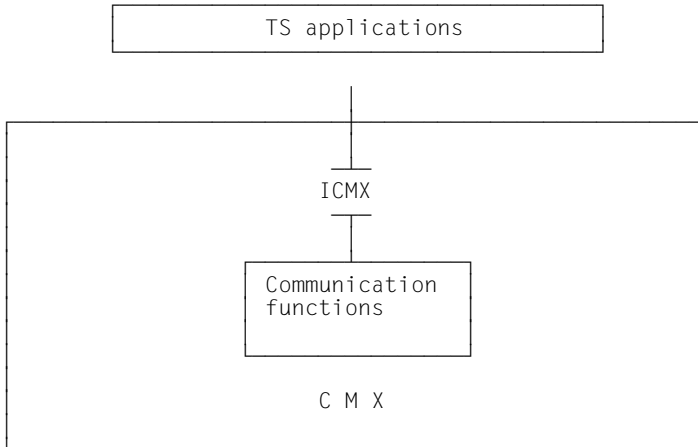 TS applications
ICMX
Communication
functions
C M X